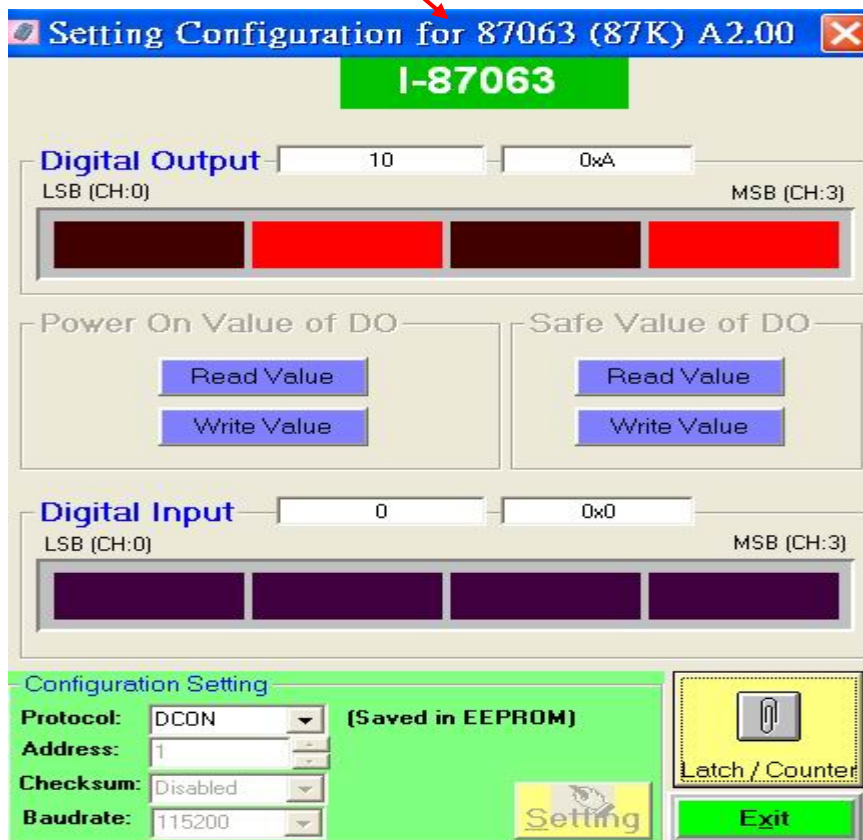 Setting Configuration for 87063 (87K) A2.00
I-87063
Digital Output 10 0xA
LSB (CH:0) MSB (CH:3)
Power On Value of DO Safe Value of DO
Read Value Read Value
Write Value Write Value
Digital Input 0 0x0
LSB (CH:0) MSB (CH:3)
Configuration Setting
Protocol: DCON (Saved in EEPROM)
Address: 1
Checksum: Disabled
Baudrate: 115200
Setting
Latch / Counter
Exit